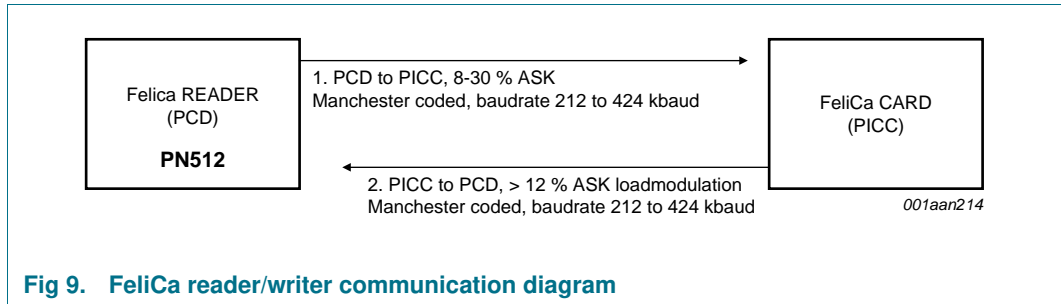 Felica READER
(PCD)
PN512
1. PCD to PICC, 8-30 % ASK
Manchester coded, baudrate 212 to 424 kbaud
2. PICC to PCD, > 12 % ASK loadmodulation
Manchester coded, baudrate 212 to 424 kbaud
FeliCa CARD
(PICC)
001aan214
Fig 9. FeliCa reader/writer communication diagram